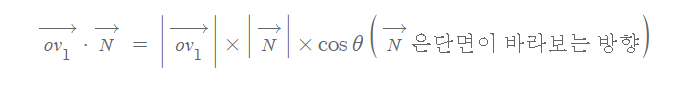 ov₁ · N = |ov₁| × |N| × cos θ (N 은단면이 바라보는 방향)